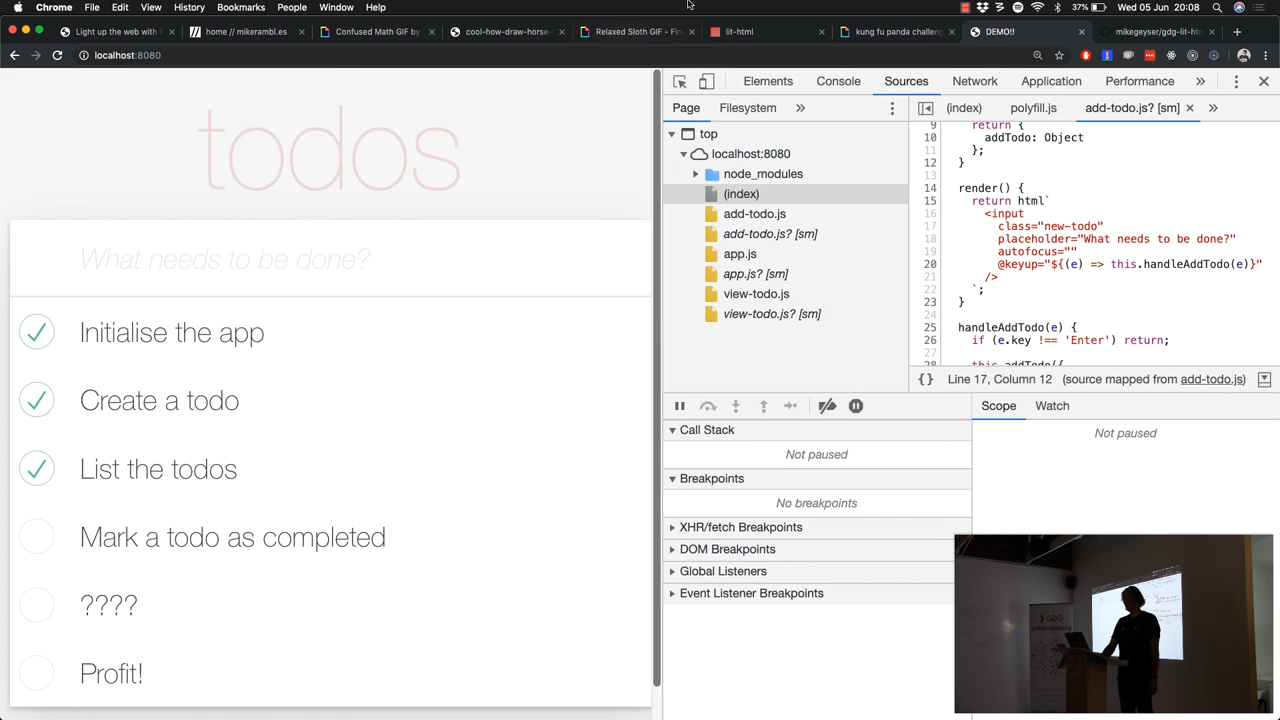 Chrome File Edit View History Bookmarks People Window Help 37% Wed 05 Jun 20:08
Light up the web with l home // mikerambl.es Confused Math GIF by cool-how-draw-horse- Relaxed Sloth GIF - Fin lit-html kung fu panda challeng DEMO!! mikegeyser/gdg-lit-ht
localhost:8080
todos
What needs to be done?
Initialise the app
Create a todo
List the todos
Mark a todo as completed
????
Profit!
Elements Console Sources Network Application Performance »
Page Filesystem »
top
localhost:8080
node_modules
(index)
add-todo.js
add-todo.js? [sm]
app.js
app.js? [sm]
view-todo.js
view-todo.js? [sm]
(index) polyfill.js add-todo.js? [sm] »
9 return {
10 addTodo: Object
11 };
12 }
13
14 render() {
15 return html`
16 <input
17 class="new-todo"
18 placeholder="What needs to be done?"
19 autofocus=""
20 @keyup="${(e) => this.handleAddTodo(e)}"
21 />
22 `;
23 }
24
25 handleAddTodo(e) {
26 if (e.key !== 'Enter') return;
27
28 this.addTodo({
{} Line 17, Column 12 (source mapped from add-todo.js)
Call Stack
Not paused
Breakpoints
No breakpoints
XHR/fetch Breakpoints
DOM Breakpoints
Global Listeners
Event Listener Breakpoints
Scope Watch
Not paused
GDG
Johannesburg